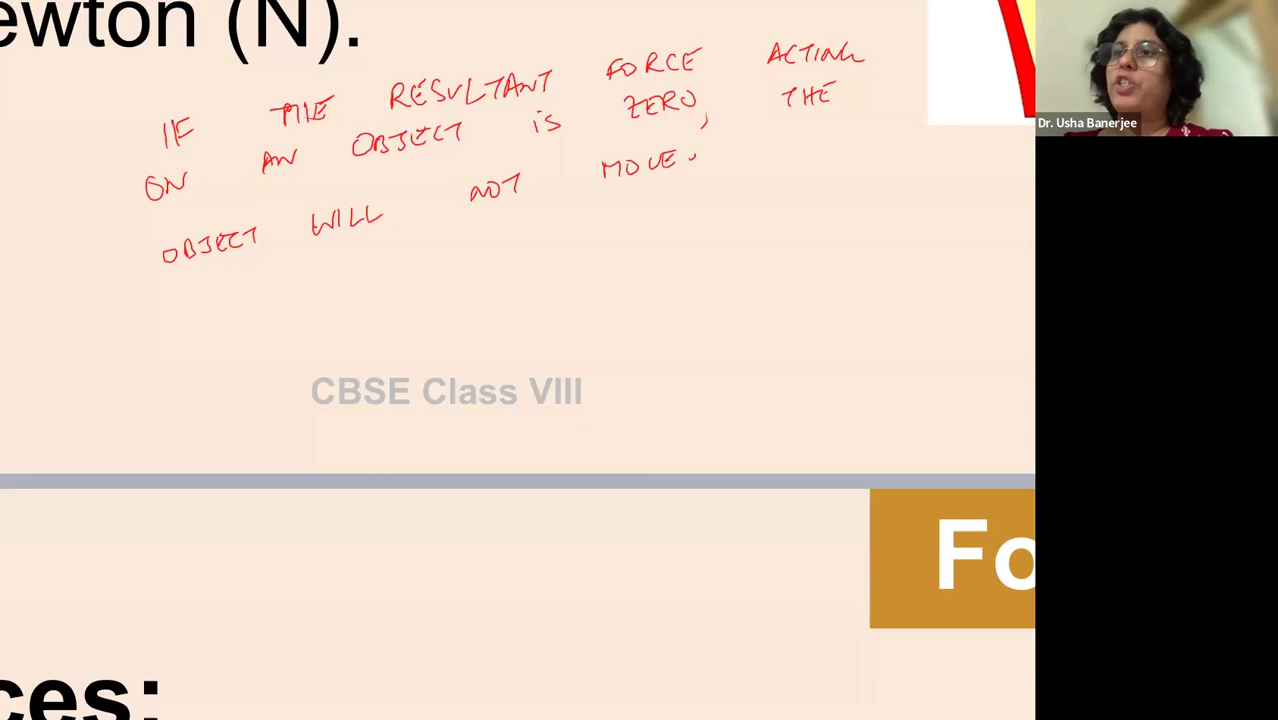 ewton (N).
IF THE RESULTANT FORCE ACTING
ON AN OBJECT iS ZERO, THE
OBJECT WILL NOT MOVE.
Dr. Usha Banerjee
CBSE Class VIII
Fo
ces: